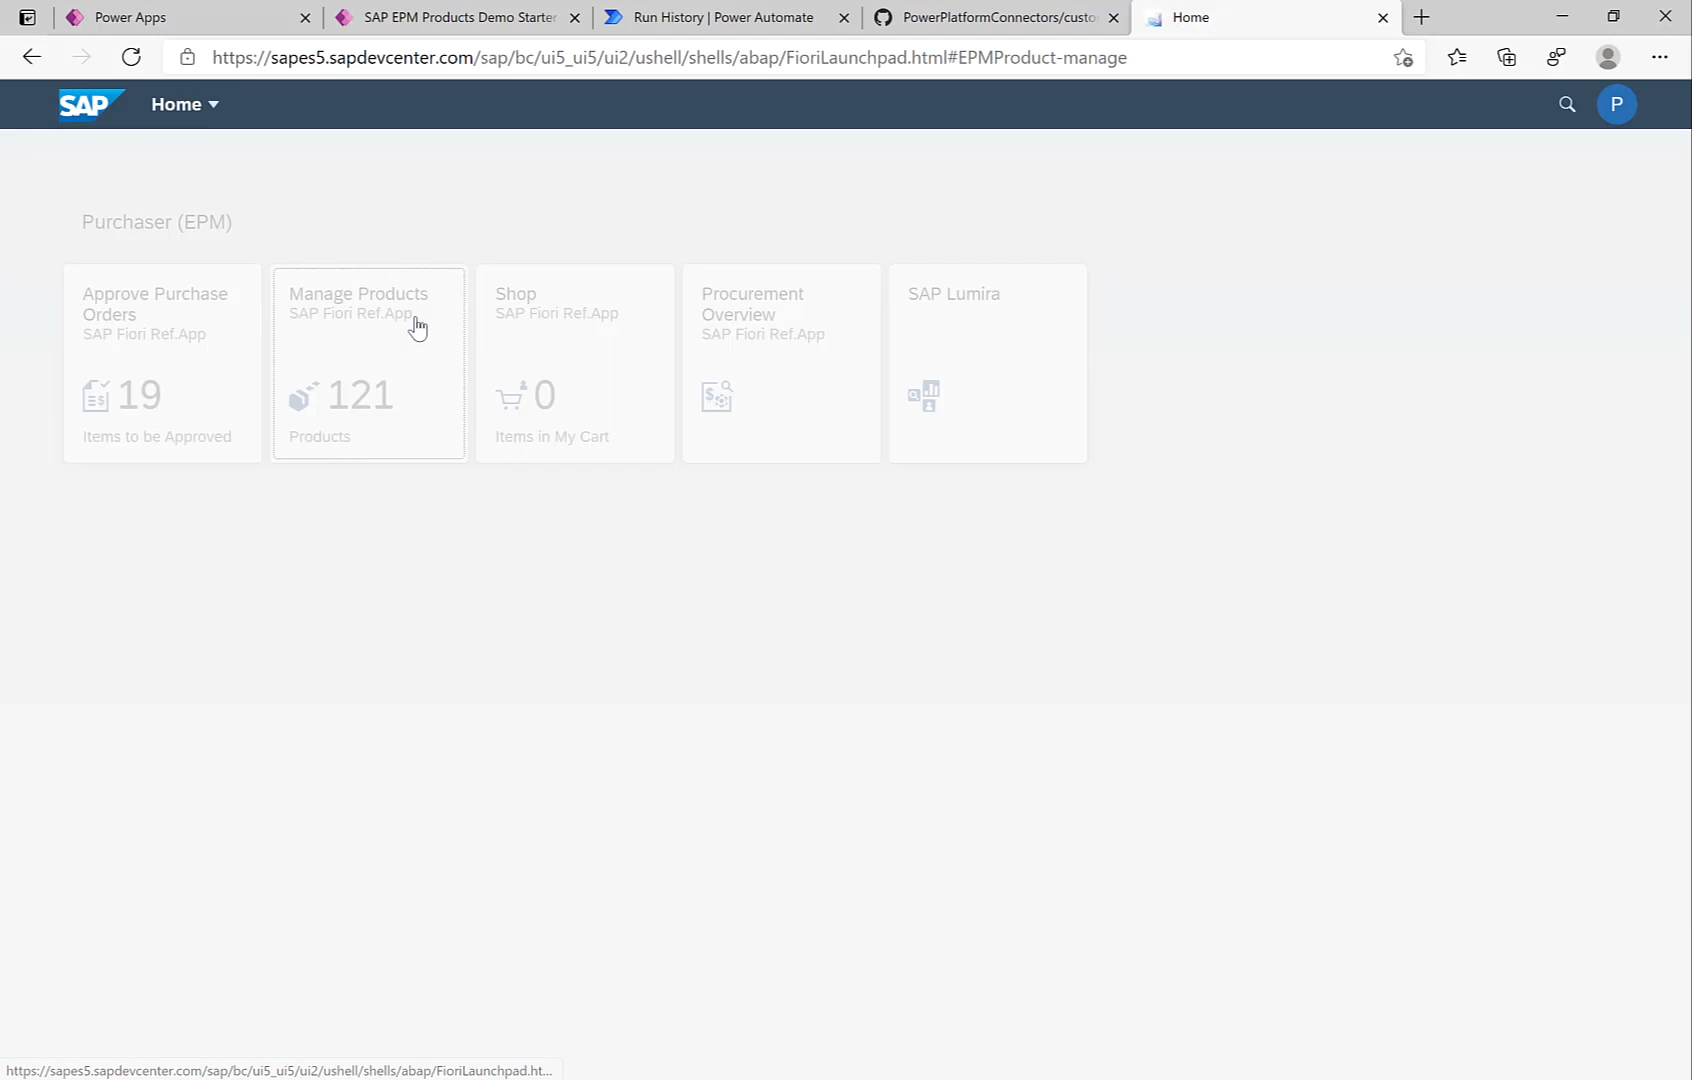 Power Apps
SAP EPM Products Demo Starter
Run History | Power Automate
PowerPlatformConnectors/custo
Home
https://sapes5.sapdevcenter.com/sap/bc/ui5_ui5/ui2/ushell/shells/abap/FioriLaunchpad.html#EPMProduct-manage
SAP
Home
P
Purchaser (EPM)
Approve Purchase
Orders
SAP Fiori Ref.App
19
Items to be Approved
Manage Products
SAP Fiori Ref.App
121
Products
Shop
SAP Fiori Ref.App
0
Items in My Cart
Procurement
Overview
SAP Fiori Ref.App
SAP Lumira
https://sapes5.sapdevcenter.com/sap/bc/ui5_ui5/ui2/ushell/shells/abap/FioriLaunchpad.ht...